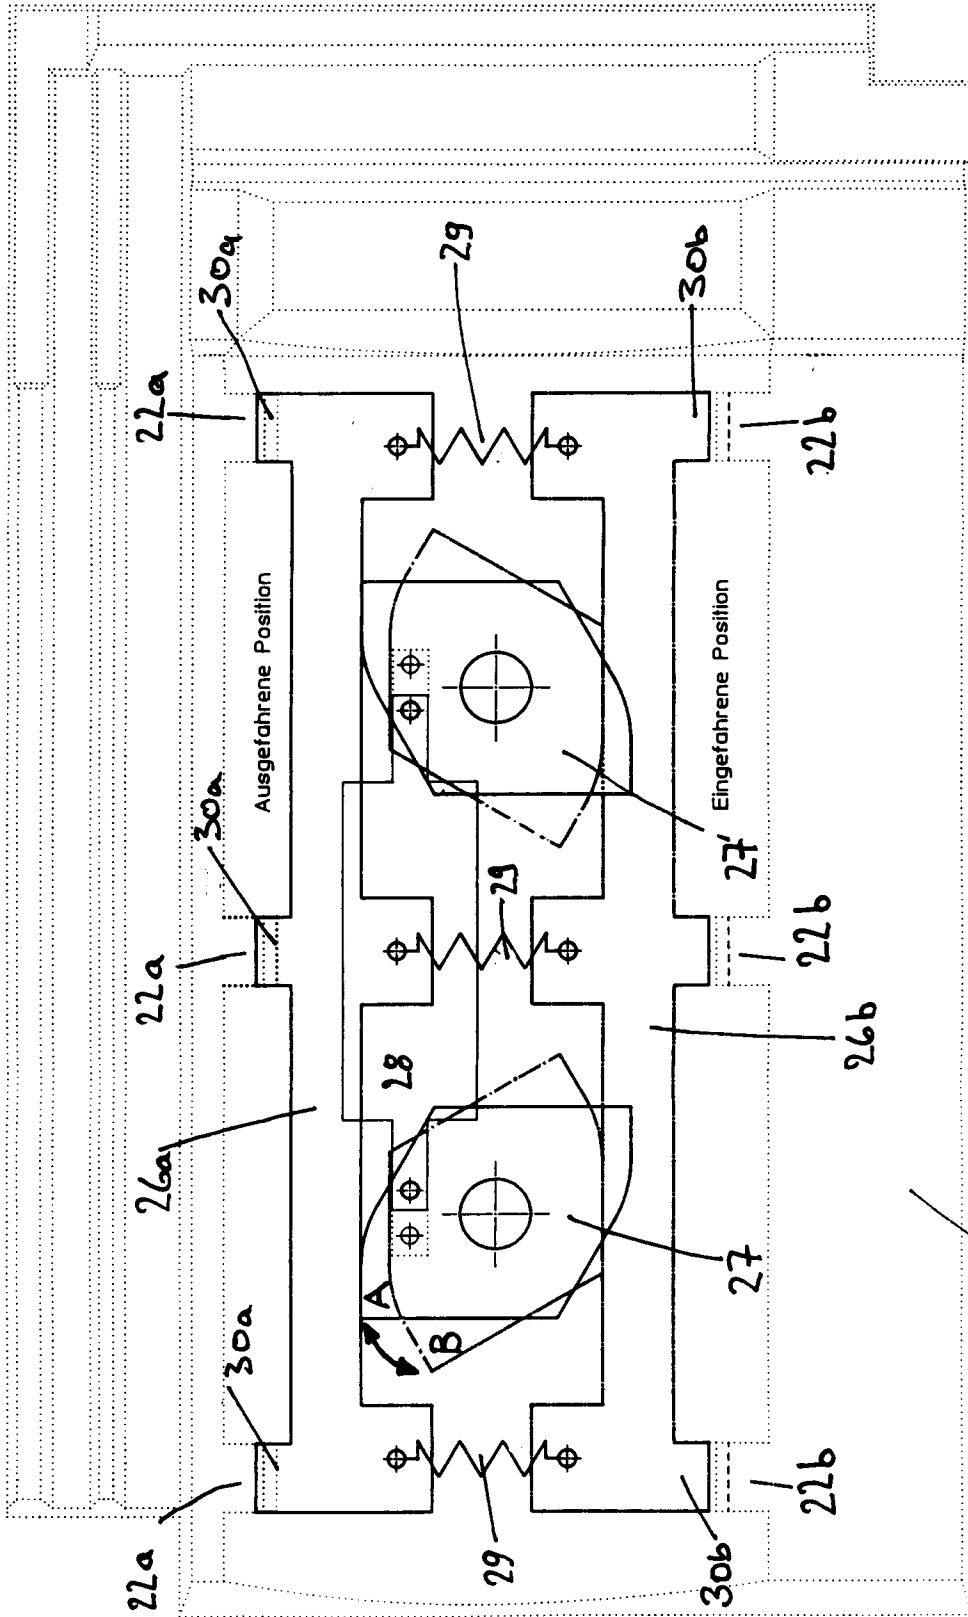 22a
26a
22a
22a
30a
30a
30a
Ausgefahrene Position
A
28
B
29
29
29
30b
27
Eingefahrene Position
27'
30b
22b
26b
22b
22b